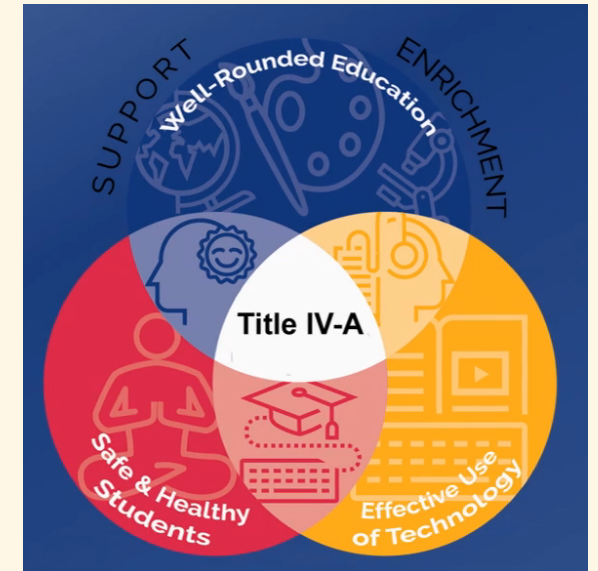 SUPPORT
ENRICHMENT
Well-Rounded Education
Title IV-A
Safe & Healthy
Students
Effective Use
of Technology